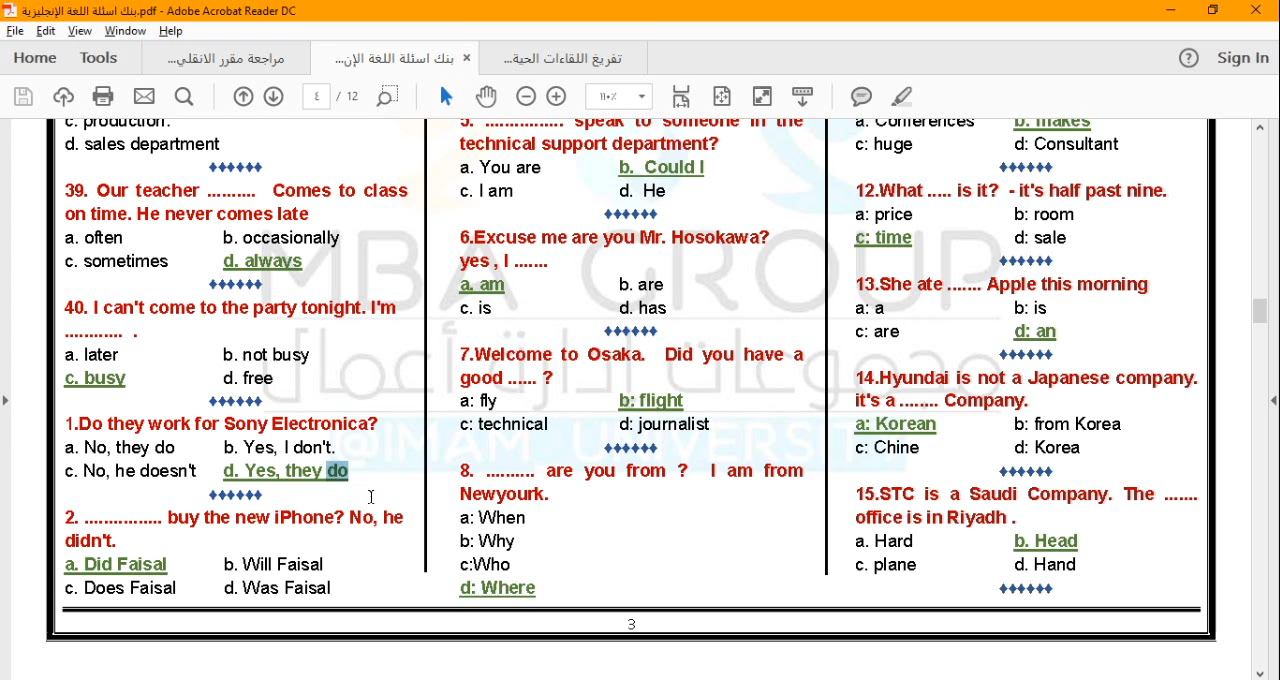 بنك اسئلة اللغة الإنجليزية.pdf - Adobe Acrobat Reader DC
File Edit View Window Help
Home Tools مراجعة مقرر الانقلي... بنك اسئلة اللغة الإن... × تفريغ اللقاءات الحية... ? Sign In
٤ / 12 ١١٠٪
c. production.
d. sales department
♦♦♦♦♦♦
39. Our teacher .......... Comes to class
on time. He never comes late
a. often b. occasionally
c. sometimes d. always
♦♦♦♦♦♦
40. I can't come to the party tonight. I'm
............ .
a. later b. not busy
c. busy d. free
♦♦♦♦♦♦
1.Do they work for Sony Electronica?
a. No, they do b. Yes, I don't.
c. No, he doesn't d. Yes, they do
♦♦♦♦♦♦
2. ................ buy the new iPhone? No, he
didn't.
a. Did Faisal b. Will Faisal
c. Does Faisal d. Was Faisal
5. ................ speak to someone in the
technical support department?
a. You are b. Could I
c. I am d. He
♦♦♦♦♦♦
6.Excuse me are you Mr. Hosokawa?
yes , I .......
a. am b. are
c. is d. has
♦♦♦♦♦♦
7.Welcome to Osaka. Did you have a
good ...... ?
a: fly b: flight
c: technical d: journalist
♦♦♦♦♦♦
8. .......... are you from ? I am from
Newyourk.
a: When
b: Why
c:Who
d: Where
a: Conferences b. makes
c: huge d: Consultant
♦♦♦♦♦♦
12.What ..... is it? - it's half past nine.
a: price b: room
c: time d: sale
♦♦♦♦♦♦
13.She ate ....... Apple this morning
a: a b: is
c: are d: an
♦♦♦♦♦♦
14.Hyundai is not a Japanese company.
it's a ........ Company.
a: Korean b: from Korea
c: Chine d: Korea
♦♦♦♦♦♦
15.STC is a Saudi Company. The .......
office is in Riyadh .
a. Hard b. Head
c. plane d. Hand
♦♦♦♦♦♦
3
MBA GROUP
مجموعات إدارة أعمال
@IMAM UNIVERSITY